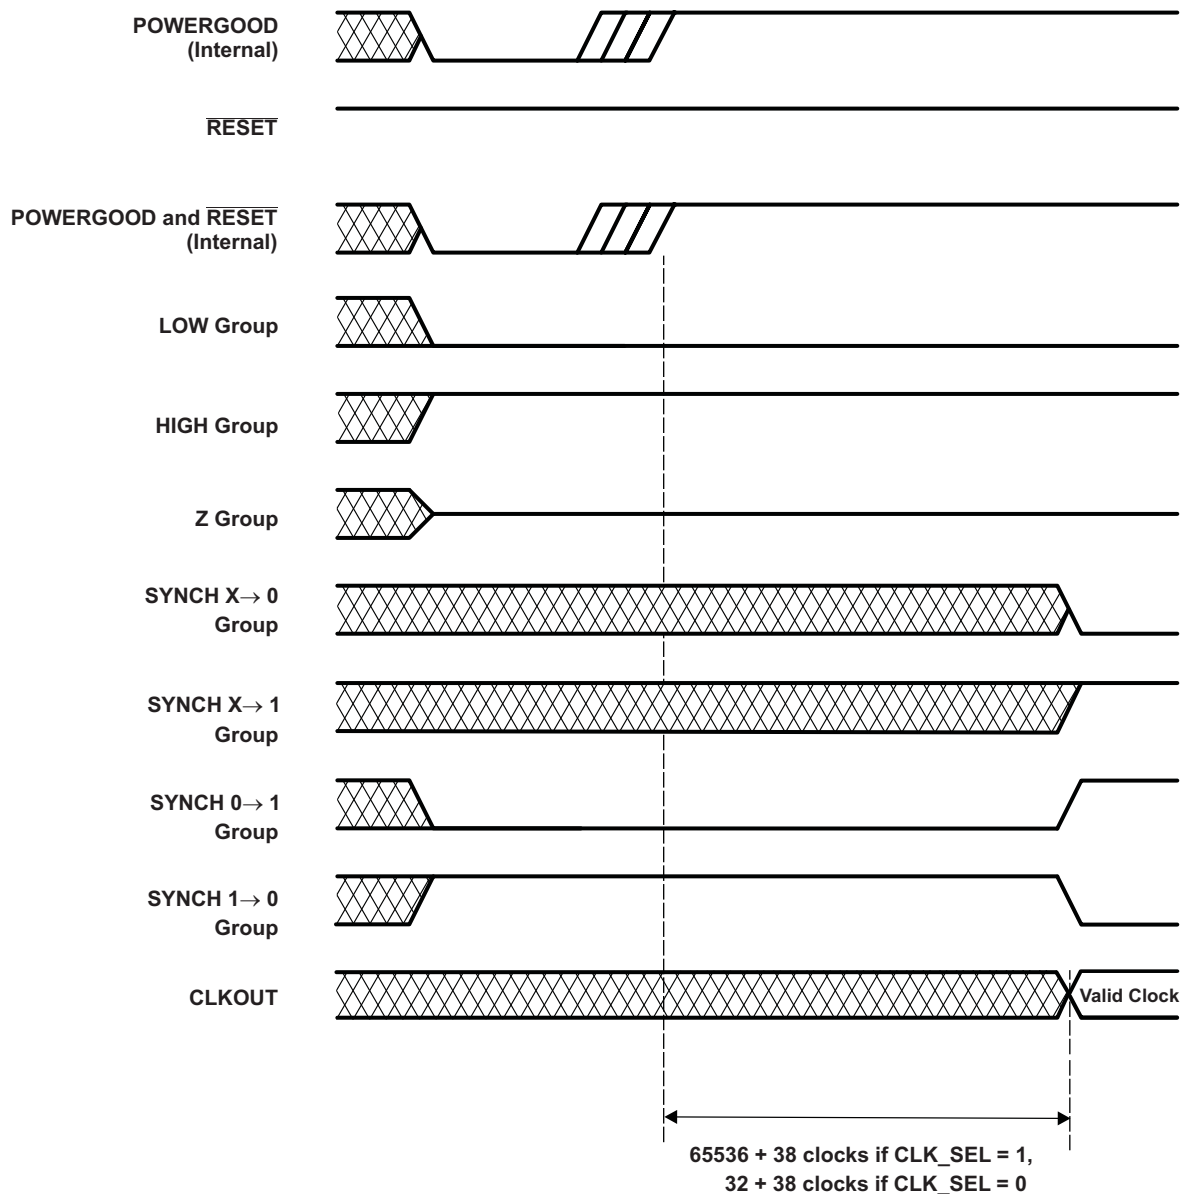 POWERGOOD
(Internal)
RESET
POWERGOOD and RESET
(Internal)
LOW Group
HIGH Group
Z Group
SYNCH X→ 0
Group
SYNCH X→ 1
Group
SYNCH 0→ 1
Group
SYNCH 1→ 0
Group
CLKOUT
Valid Clock
65536 + 38 clocks if CLK_SEL = 1,
32 + 38 clocks if CLK_SEL = 0